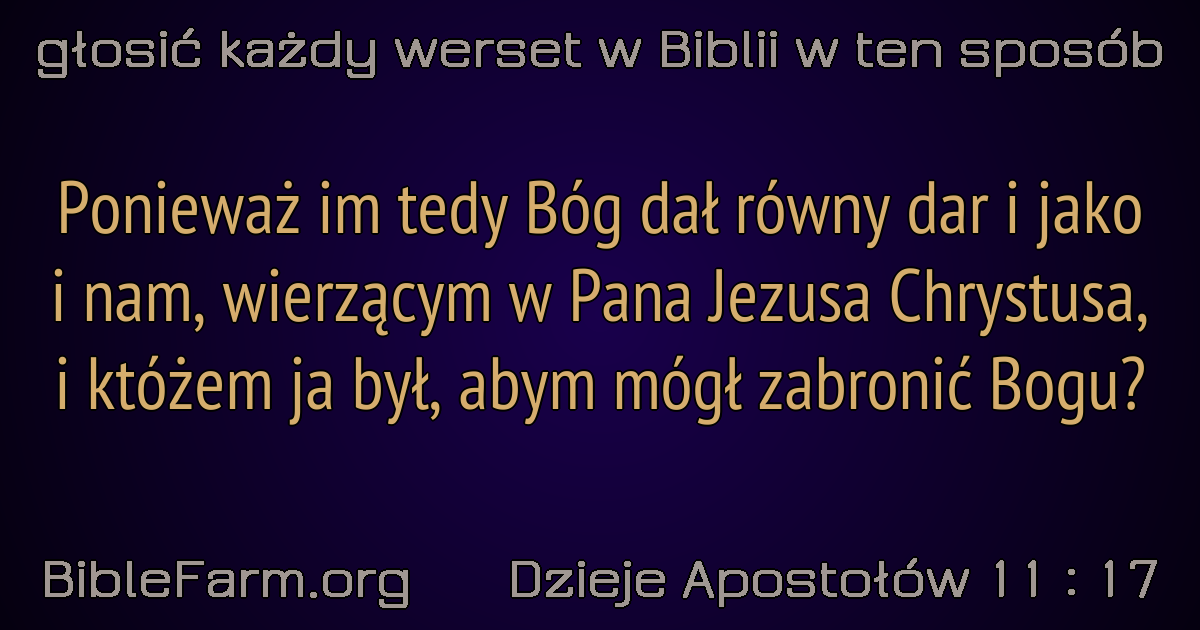 głosić każdy werset w Biblii w ten sposób
Ponieważ im tedy Bóg dał równy dar i jako
i nam, wierzącym w Pana Jezusa Chrystusa,
i którzem ja był, abym mógł zabronić Bogu?
BibleFarm.org Dzieje Apostołów 11 : 17